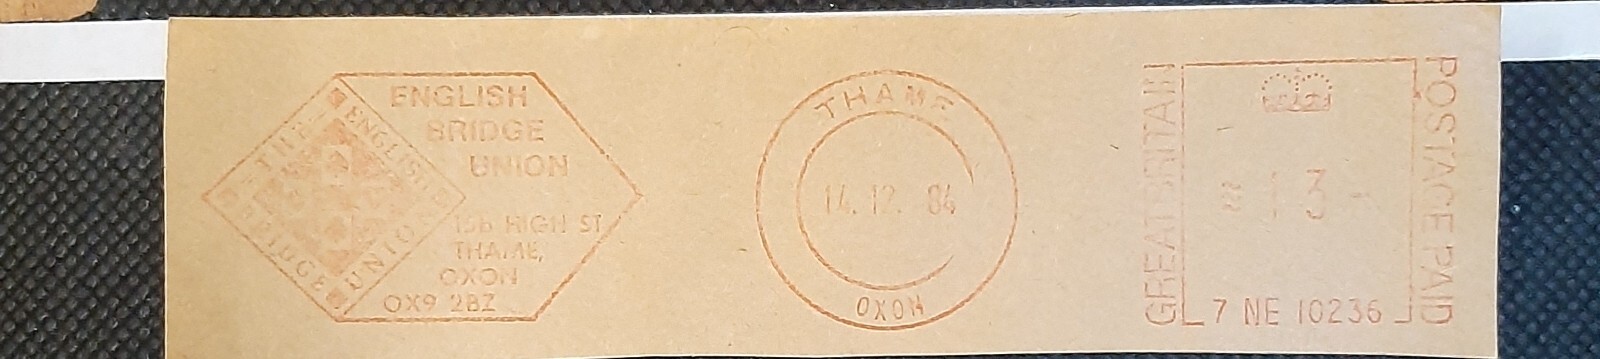 THE ENGLISH
BRIDGE UNION
ENGLISH
BRIDGE
UNION
15B HIGH ST
THAME,
OXON
OX9 2BZ
THAME
14.12. 84
OXON
GREAT BRITAIN
13
7 NE 10236
POSTAGE PAID